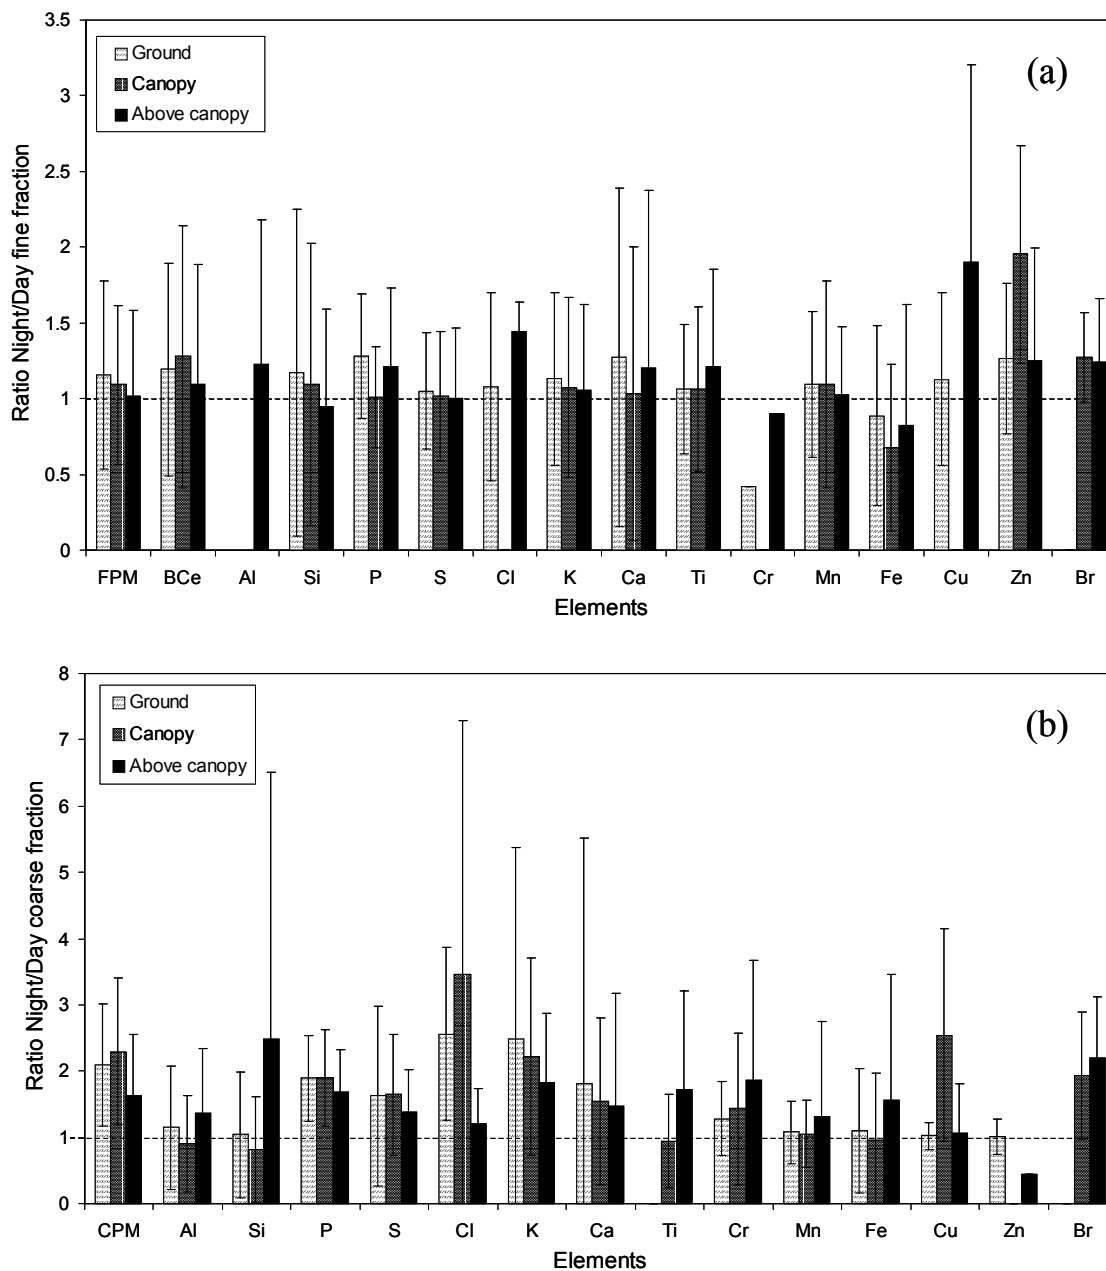 3.5
3
2.5
2
1.5
1
0.5
0
Ratio Night/Day fine fraction
Ground
Canopy
Above canopy
(a)
FPM BCe Al Si P S Cl K Ca Ti Cr Mn Fe Cu Zn Br
Elements
8
7
6
5
4
3
2
1
0
Ratio Night/Day coarse fraction
Ground
Canopy
Above canopy
(b)
CPM Al Si P S Cl K Ca Ti Cr Mn Fe Cu Zn Br
Elements